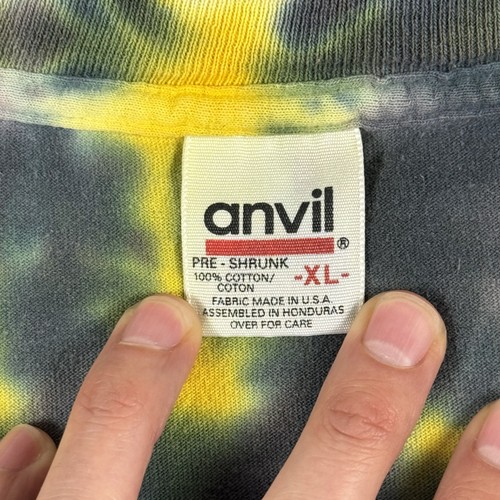 anvil®
PRE - SHRUNK
100% COTTON/
COTON
-XL-
FABRIC MADE IN U.S.A.
ASSEMBLED IN HONDURAS
OVER FOR CARE